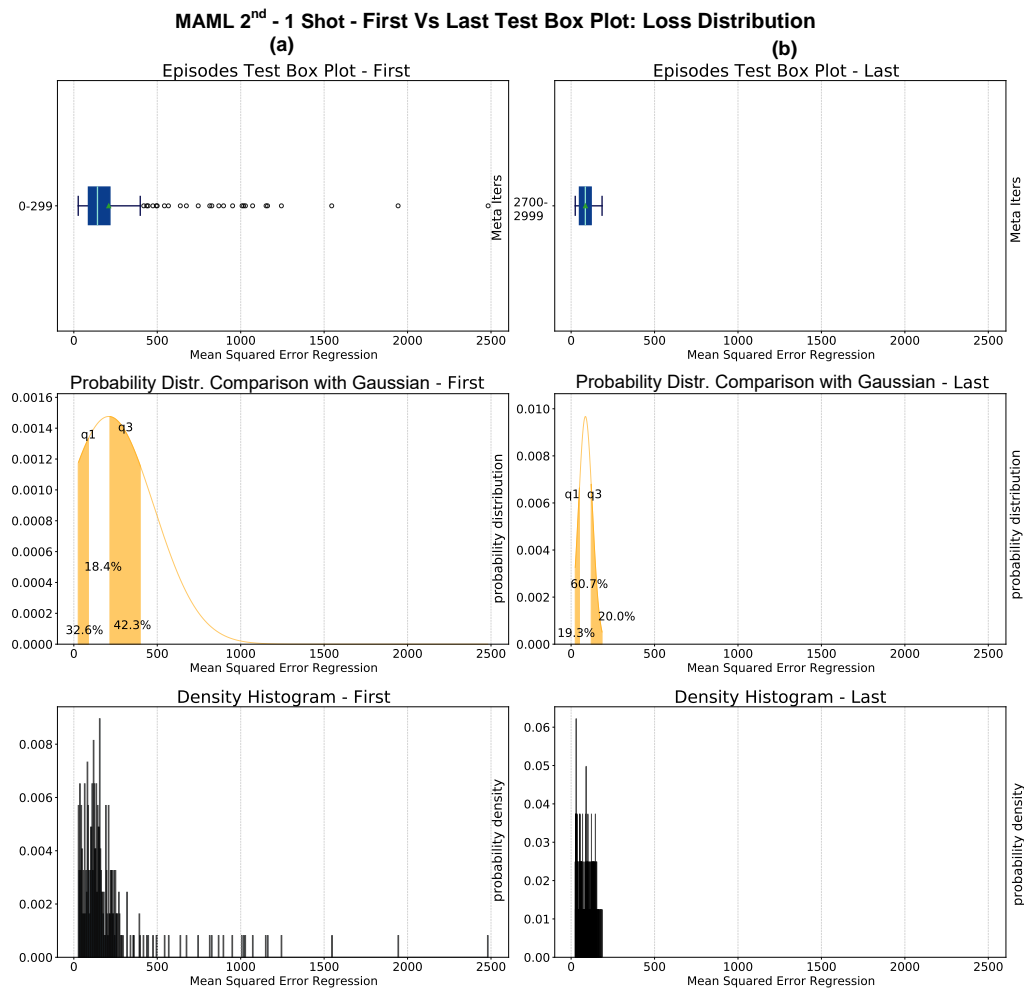 MAML 2nd - 1 Shot - First Vs Last Test Box Plot: Loss Distribution
(a)
Episodes Test Box Plot - First
0-299
Meta Iters
0 500 1000 1500 2000 2500
Mean Squared Error Regression
(b)
Episodes Test Box Plot - Last
2700-
2999
Meta Iters
0 500 1000 1500 2000 2500
Mean Squared Error Regression
Probability Distr. Comparison with Gaussian - First
0.0016
0.0014
0.0012
0.0010
0.0008
0.0006
0.0004
0.0002
0.0000
q1
q3
18.4%
32.6%
42.3%
probability distribution
0 500 1000 1500 2000 2500
Mean Squared Error Regression
Probability Distr. Comparison with Gaussian - Last
0.010
0.008
0.006
0.004
0.002
0.000
q1
q3
60.7%
20.0%
19.3%
probability distribution
0 500 1000 1500 2000 2500
Mean Squared Error Regression
Density Histogram - First
0.008
0.006
0.004
0.002
0.000
probability density
0 500 1000 1500 2000 2500
Mean Squared Error Regression
Density Histogram - Last
0.06
0.05
0.04
0.03
0.02
0.01
0.00
probability density
0 500 1000 1500 2000 2500
Mean Squared Error Regression